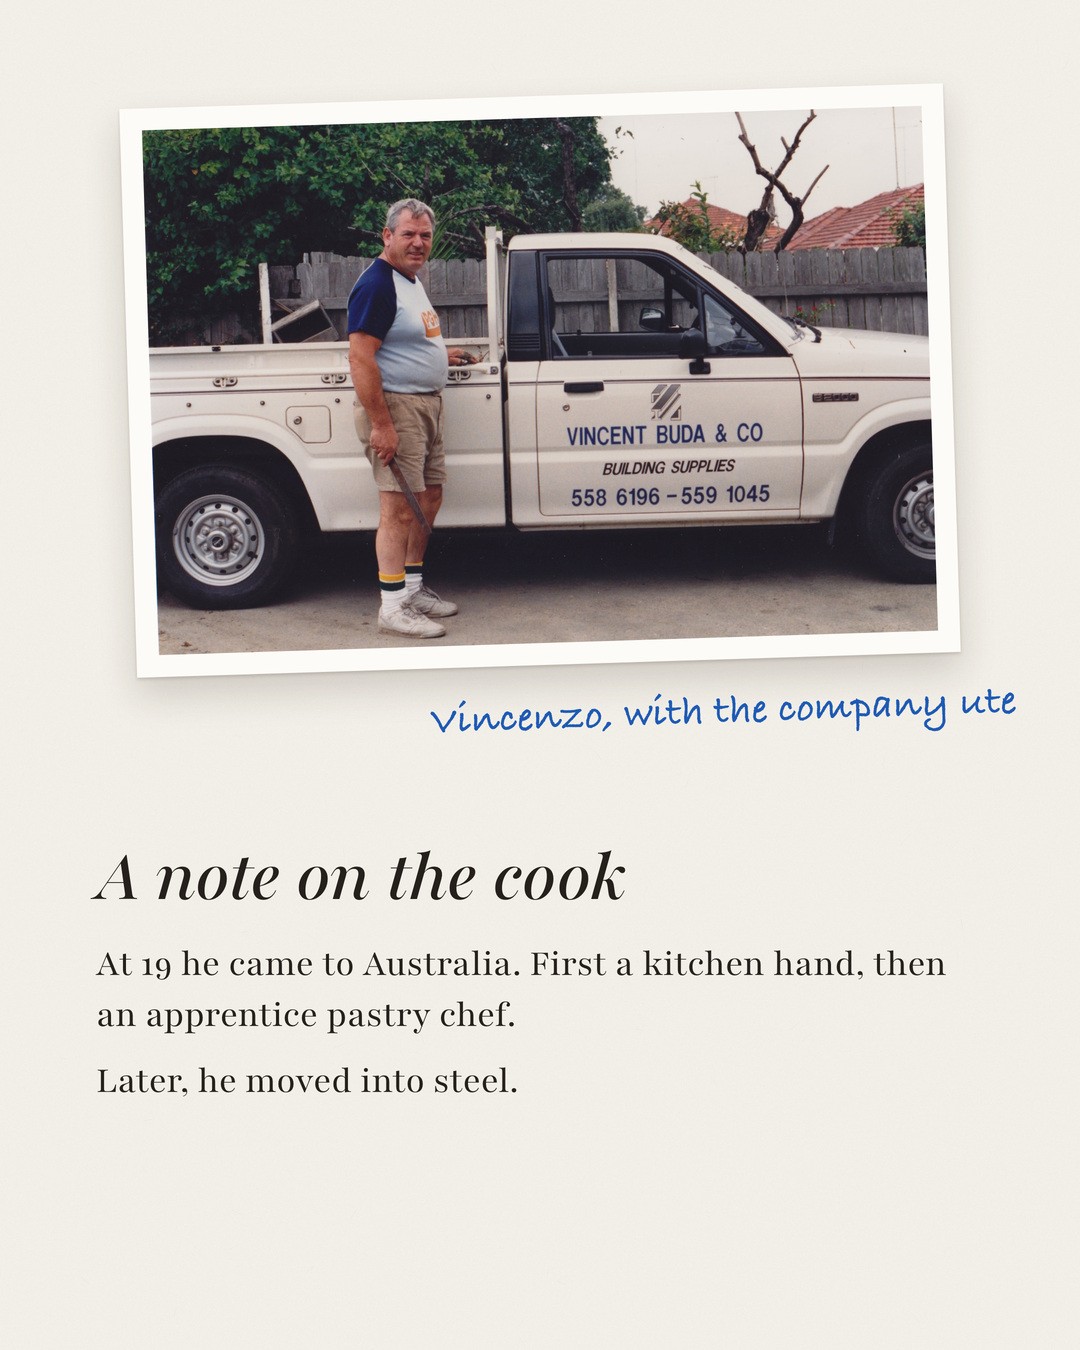 VINCENT BUDA & CO
BUILDING SUPPLIES
558 6196 – 559 1045
Vincenzo, with the company ute
A note on the cook
At 19 he came to Australia. First a kitchen hand, then
an apprentice pastry chef.
Later, he moved into steel.